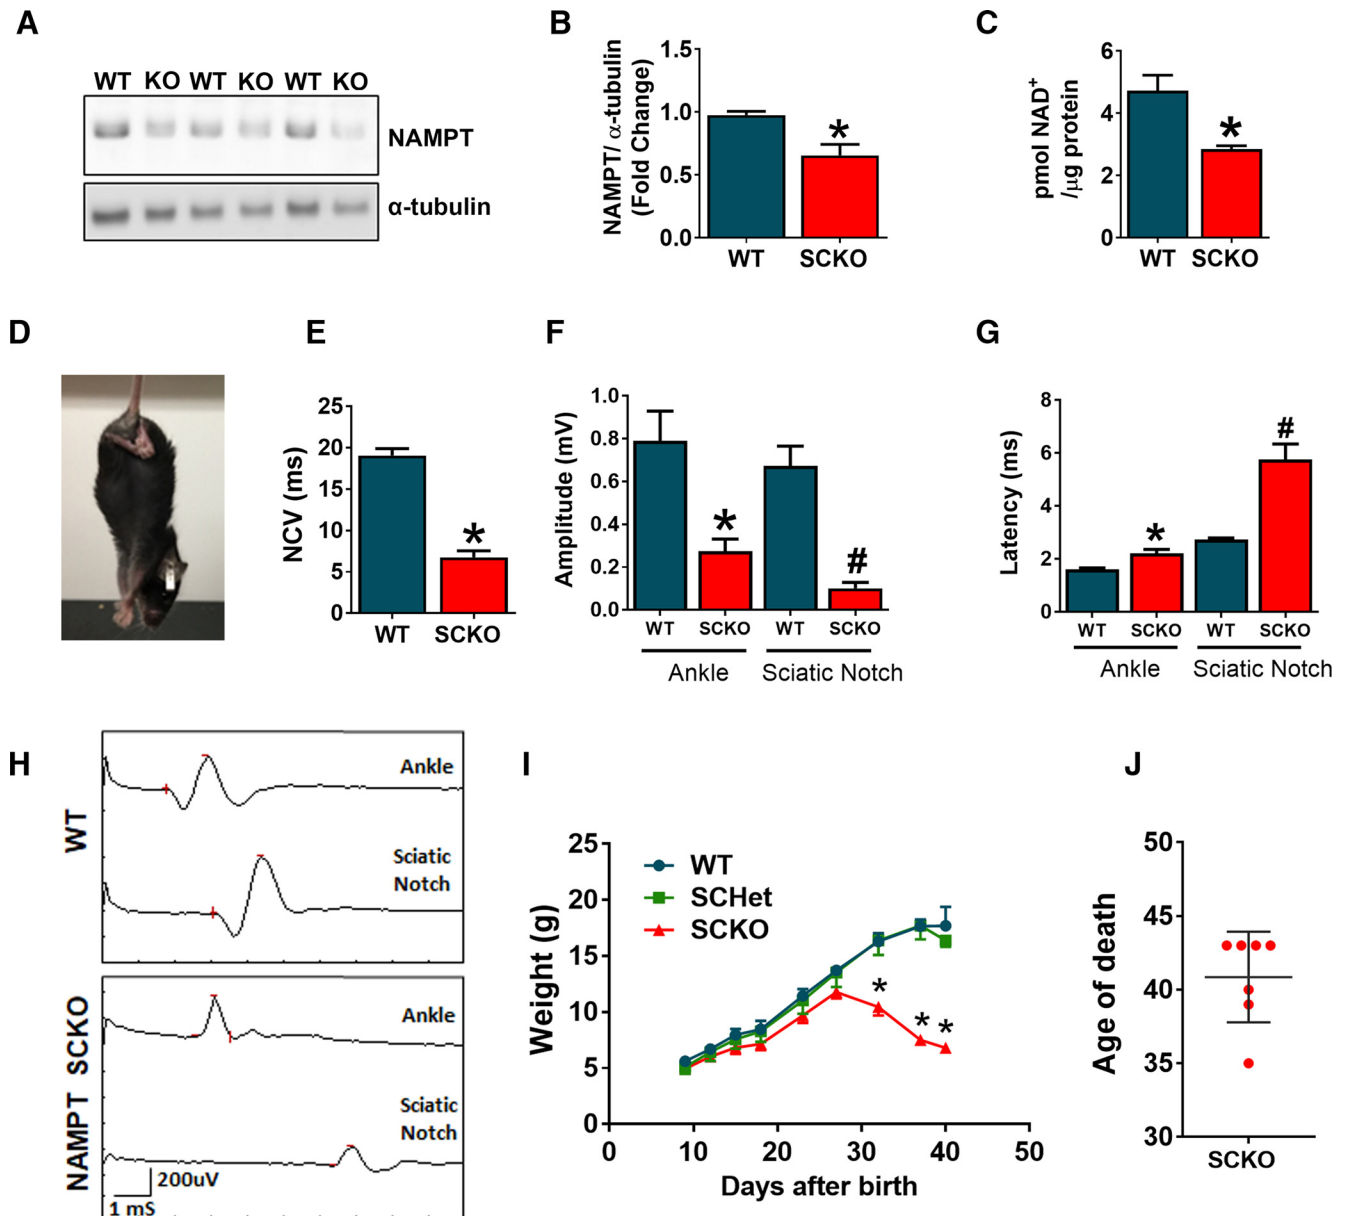 A
WT KO WT KO WT KO
NAMPT
α-tubulin
B
NAMPT/ α-tubulin
(Fold Change)
1.5
1.0
0.5
0.0
*
WT SCKO
C
pmol NAD+
/μg protein
6
4
2
0
*
WT SCKO
D
E
NCV (ms)
25
20
15
10
5
0
*
WT SCKO
F
Amplitude (mV)
1.0
0.8
0.6
0.4
0.2
0.0
*
#
WT SCKO WT SCKO
Ankle Sciatic Notch
G
Latency (ms)
8
6
4
2
0
*
#
WT SCKO WT SCKO
Ankle Sciatic Notch
H
WT
Ankle
Sciatic
Notch
NAMPT SCKO
Ankle
Sciatic
Notch
200uV
1 mS
I
Weight (g)
25
20
15
10
5
0
WT
SCHet
SCKO
*
* *
0 10 20 30 40 50
Days after birth
J
Age of death
50
45
40
35
30
SCKO